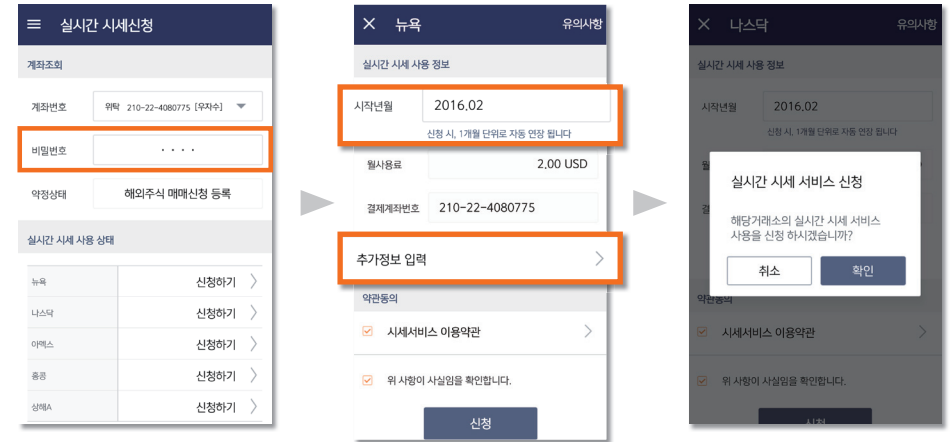 실시간 시세신청
계좌조회
계좌번호 위탁 210-22-4080775 [우자수]
비밀번호 • • • •
약정상태 해외주식 매매신청 등록
실시간 시세 사용 상태
뉴욕 신청하기
나스닥 신청하기
아멕스 신청하기
홍콩 신청하기
상해A 신청하기
뉴욕 유의사항
실시간 시세 사용 정보
시작년월 2016.02
신청 시, 1개월 단위로 자동 연장 됩니다
월사용료 2.00 USD
결제계좌번호 210-22-4080775
추가정보 입력
약관동의
시세서비스 이용약관
위 사항이 사실임을 확인합니다.
신청
나스닥 유의사항
실시간 시세 사용 정보
시작년월 2016.02
신청 시, 1개월 단위로 자동 연장 됩니다
월
결
실시간 시세 서비스 신청
해당거래소의 실시간 시세 서비스
사용을 신청 하시겠습니까?
취소 확인
약관동의
시세서비스 이용약관
위 사항이 사실임을 확인합니다.
신청